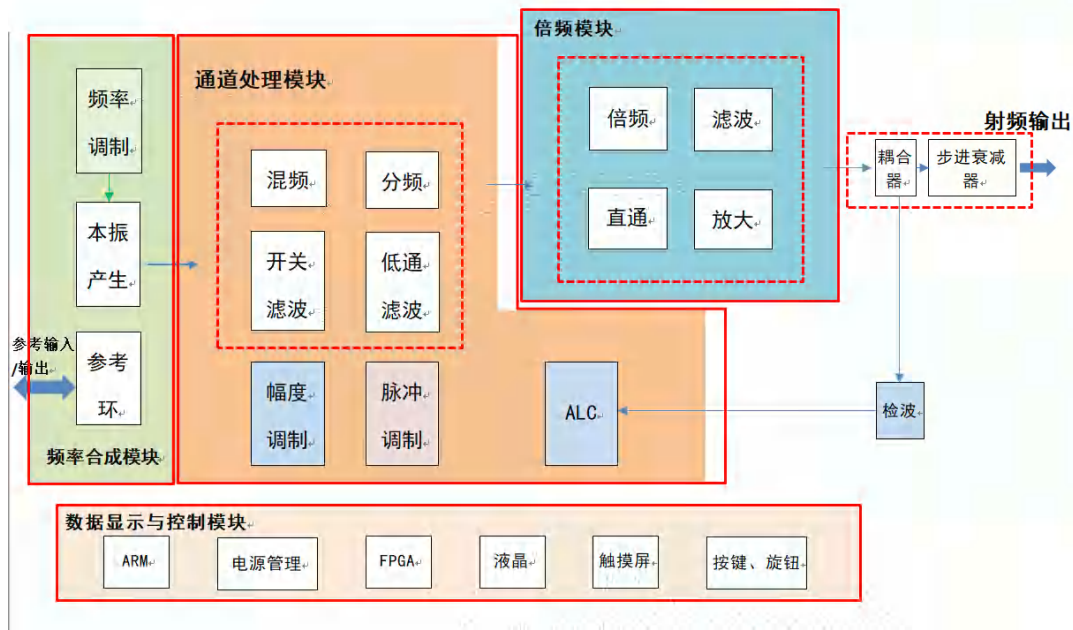 频率
调制
本振
产生
参考输入
/输出
参考
环
频率合成模块
通道处理模块
混频
分频
开关
滤波
低通
滤波
幅度
调制
脉冲
调制
ALC
倍频模块
倍频
滤波
直通
放大
射频输出
耦合
器
步进衰减
器
检波
数据显示与控制模块
ARM
电源管理
FPGA
液晶
触摸屏
按键、旋钮